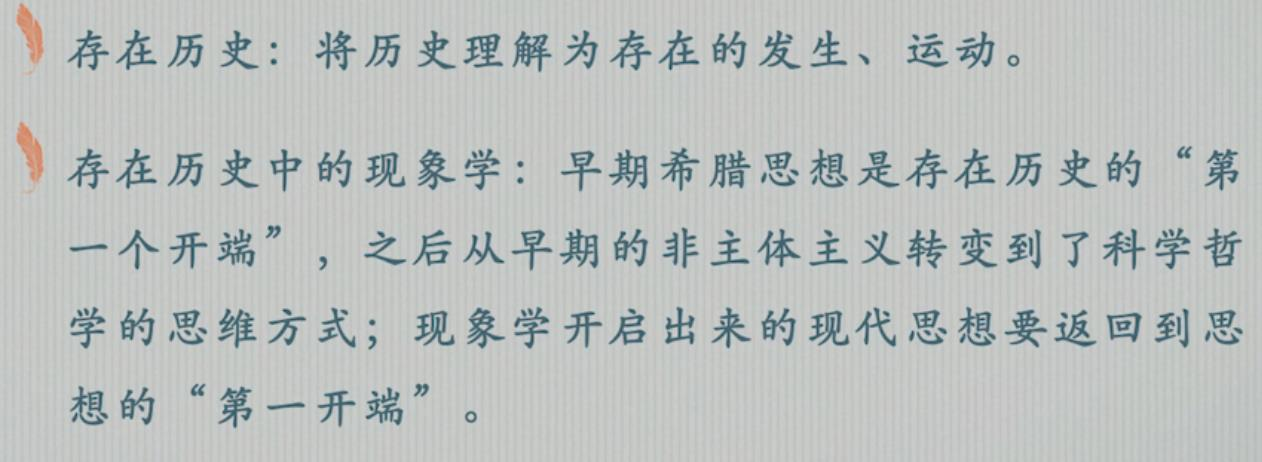 存在历史：将历史理解为存在的发生、运动。
存在历史中的现象学：早期希腊思想是存在历史的“第
一个开端”，之后从早期的非主体主义转变到了科学哲
学的思维方式；现象学开启出来的现代思想要返回到思
想的“第一开端”。